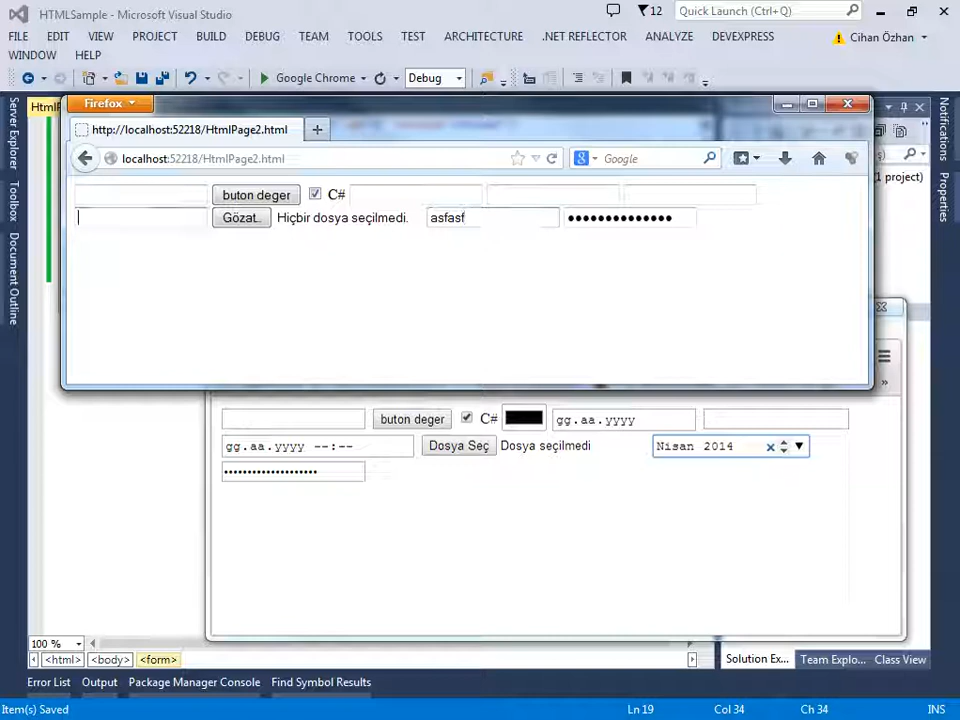 HTMLSample - Microsoft Visual Studio
12
Quick Launch (Ctrl+Q)
FILE EDIT VIEW PROJECT BUILD DEBUG TEAM TOOLS TEST ARCHITECTURE .NET REFLECTOR ANALYZE DEVEXPRESS
Cihan Özhan
WINDOW HELP
Google Chrome
Debug
Server Explorer
Toolbox
Document Outline
Notifications
Properties
Firefox
http://localhost:52218/HtmlPage2.html
localhost:52218/HtmlPage2.html
Google
1 project)
buton deger
C#
Gözat..
Hiçbir dosya seçilmedi.
asfasf
••••••••••••••
buton deger
C#
gg.aa.yyyy
gg.aa.yyyy --:--
Dosya Seç
Dosya seçilmedi
Nisan 2014
•••••••••••••••••••
100 %
<html> <body> <form>
Solution Ex... Team Explo... Class View
Error List Output Package Manager Console Find Symbol Results
Item(s) Saved
Ln 19 Col 34 Ch 34 INS